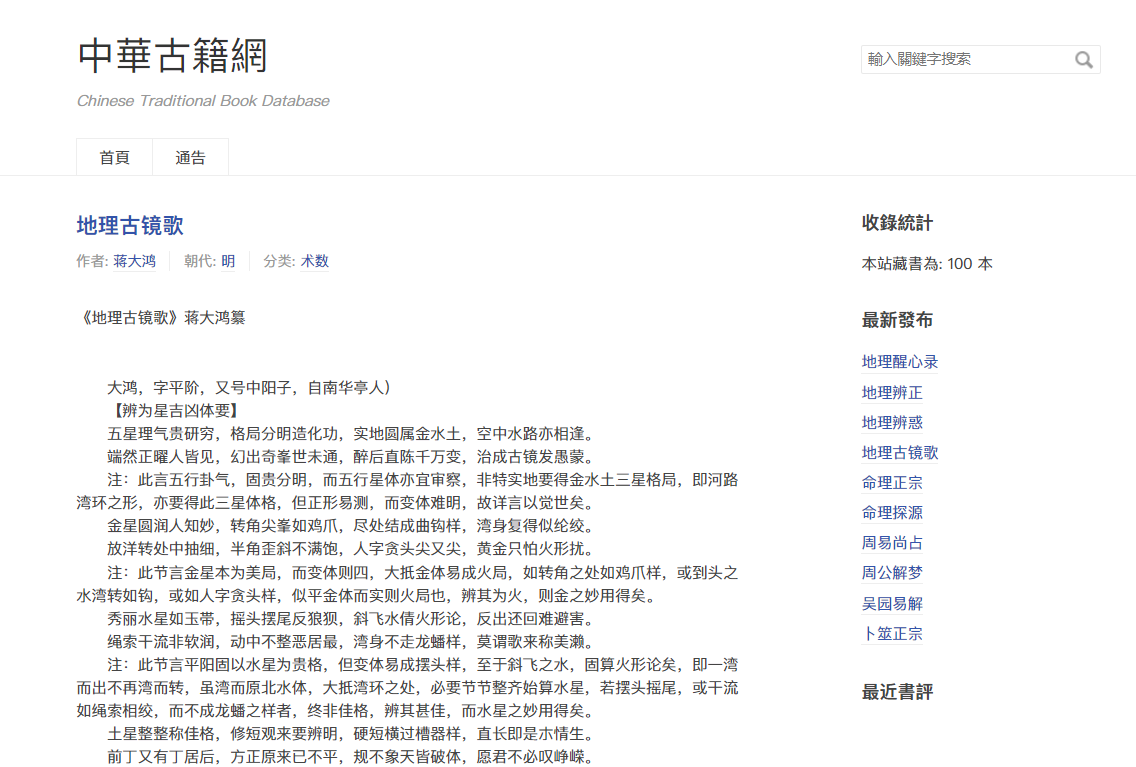 中華古籍網
輸入關鍵字搜索
Chinese Traditional Book Database
首頁 通告
地理古镜歌
作者: 蒋大鸿 朝代: 明 分类: 术数
《地理古镜歌》蒋大鸿纂
大鸿，字平阶，又号中阳子，自南华亭人）
【辨为星吉凶体要】
五星理气贵研穷，格局分明造化功，实地圆属金水土，空中水路亦相逢。
端然正曜人皆见，幻出奇峯世未通，醉后直陈千万变，治成古镜发愚蒙。
注：此言五行卦气，固贵分明，而五行星体亦宜审察，非特实地要得金水土三星格局，即河路
湾环之形，亦要得此三星体格，但正形易测，而变体难明，故详言以觉世矣。
金星圆润人知妙，转角尖峯如鸡爪，尽处结成曲钩样，湾身复得似纶绞。
放洋转处中抽细，半角歪斜不满饱，人字贪头尖又尖，黄金只怕火形扰。
注：此节言金星本为美局，而变体则四，大抵金体易成火局，如转角之处如鸡爪样，或到头之
水湾转如钩，或如人字贪头样，似平金体而实则火局也，辨其为火，则金之妙用得矣。
秀丽水星如玉带，摇头摆尾反狼狈，斜飞水倩火形论，反出还回难避害。
绳索干流非软润，动中不整恶居最，湾身不走龙蟠样，莫谓歌来称美濑。
注：此节言平阳固以水星为贵格，但变体易成摆头样，至于斜飞之水，固算火形论矣，即一湾
而出不再湾而转，虽湾而原北水体，大抵湾环之处，必要节节整齐始算水星，若摆头摇尾，或干流
如绳索相绞，而不成龙蟠之样者，终非佳格，辨其甚佳，而水星之妙用得矣。
土星整整称佳格，修短观来要辨明，硬短横过槽器样，直长即是木情生。
前丁又有丁居后，方正原来已不平，规不象天皆破体，愿君不必叹峥嵘。
收錄統計
本站藏書為: 100 本
最新發布
地理醒心录
地理辨正
地理辨惑
地理古镜歌
命理正宗
命理探源
周易尚占
周公解梦
吴园易解
卜筮正宗
最近書評